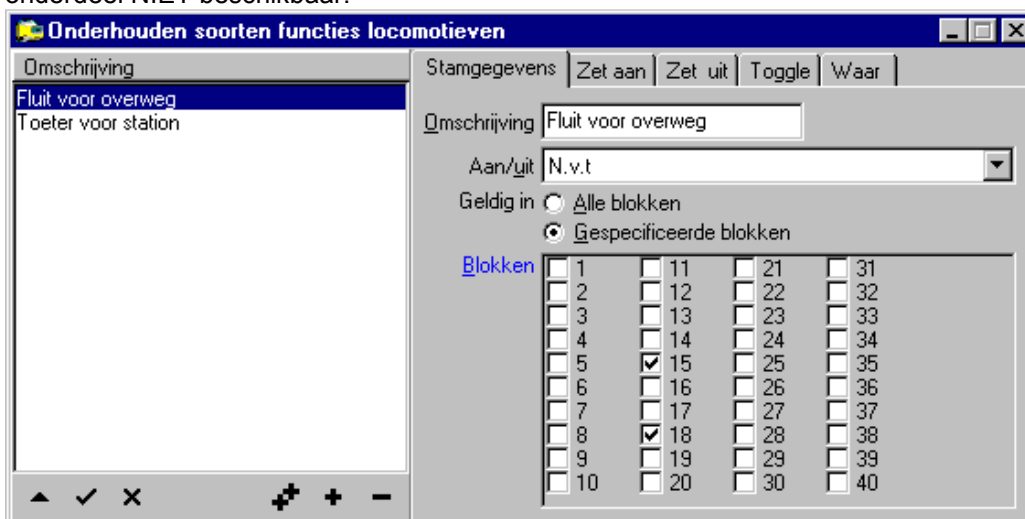 onderdeel NIET beschikbaar.
Onderhouden soorten functies locomotieven
Omschrijving
Fluit voor overweg
Toeter voor station
Stamgegevens Zet aan Zet uit Toggle Waar
Omschrijving Fluit voor overweg
Aan/uit N.v.t
Geldig in Alle blokken
Gespecificeerde blokken
Blokken 1 11 21 31
2 12 22 32
3 13 23 33
4 14 24 34
5 15 25 35
6 16 26 36
7 17 27 37
8 18 28 38
9 19 29 39
10 20 30 40